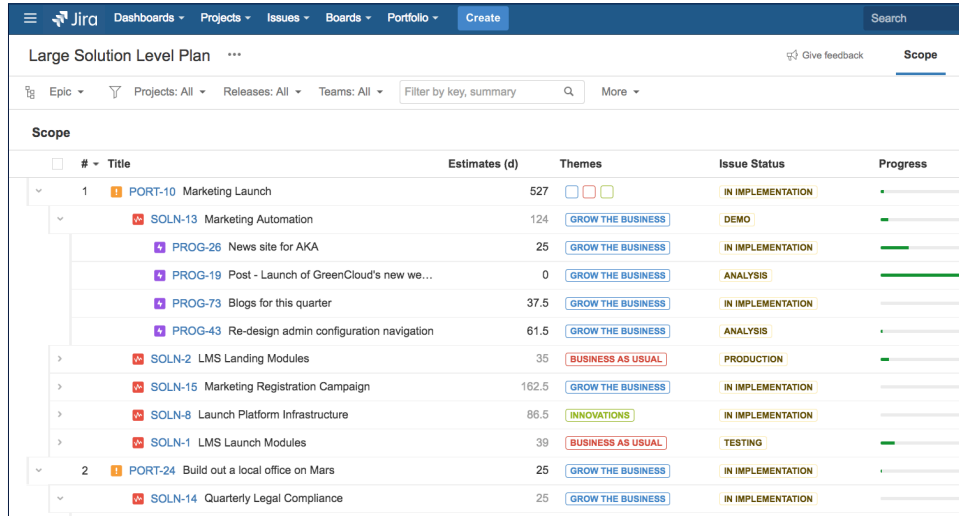 Jira Dashboards Projects Issues Boards Portfolio Create Search
Large Solution Level Plan ... Give feedback Scope
Epic Projects: All Releases: All Teams: All Filter by key, summary More
Scope
# Title Estimates (d) Themes Issue Status Progress
1 PORT-10 Marketing Launch 527 IN IMPLEMENTATION
SOLN-13 Marketing Automation 124 GROW THE BUSINESS DEMO
PROG-26 News site for AKA 25 GROW THE BUSINESS IN IMPLEMENTATION
PROG-19 Post - Launch of GreenCloud's new we... 0 GROW THE BUSINESS ANALYSIS
PROG-73 Blogs for this quarter 37.5 GROW THE BUSINESS IN IMPLEMENTATION
PROG-43 Re-design admin configuration navigation 61.5 GROW THE BUSINESS ANALYSIS
SOLN-2 LMS Landing Modules 35 BUSINESS AS USUAL PRODUCTION
SOLN-15 Marketing Registration Campaign 162.5 GROW THE BUSINESS IN IMPLEMENTATION
SOLN-8 Launch Platform Infrastructure 86.5 INNOVATIONS IN IMPLEMENTATION
SOLN-1 LMS Launch Modules 39 BUSINESS AS USUAL TESTING
2 PORT-24 Build out a local office on Mars 25 GROW THE BUSINESS IN IMPLEMENTATION
SOLN-14 Quarterly Legal Compliance 25 GROW THE BUSINESS IN IMPLEMENTATION